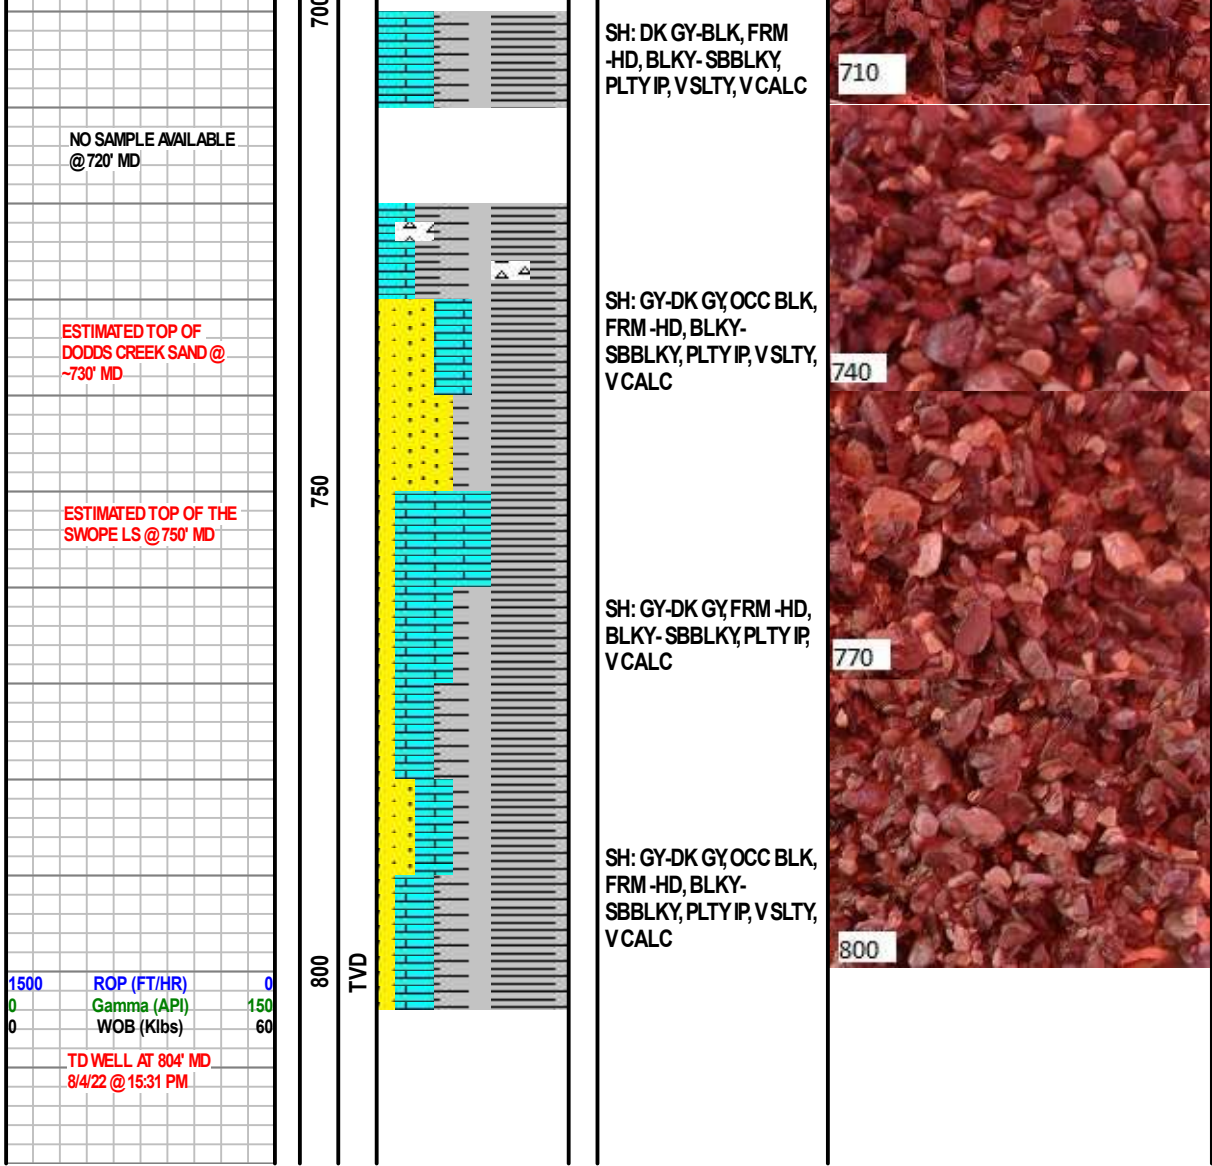 700
SH: DK GY-BLK, FRM
-HD, BLKY- SBBLKY,
PLTY IP, V SLTY, V CALC
710
NO SAMPLE AVAILABLE
@ 720' MD
ESTIMATED TOP OF
DODDS CREEK SAND @
~730' MD
SH: GY-DK GY, OCC BLK,
FRM -HD, BLKY-
SBBLKY, PLTY IP, V SLTY,
V CALC
740
750
ESTIMATED TOP OF THE
SWOPE LS @ 750' MD
SH: GY-DK GY, FRM -HD,
BLKY- SBBLKY, PLTY IP,
V CALC
770
SH: GY-DK GY, OCC BLK,
FRM -HD, BLKY-
SBBLKY, PLTY IP, V SLTY,
V CALC
800
800
TVD
1500 ROP (FT/HR) 0
0 Gamma (API) 150
0 WOB (Klbs) 60
TD WELL AT 804' MD
8/4/22 @ 15:31 PM